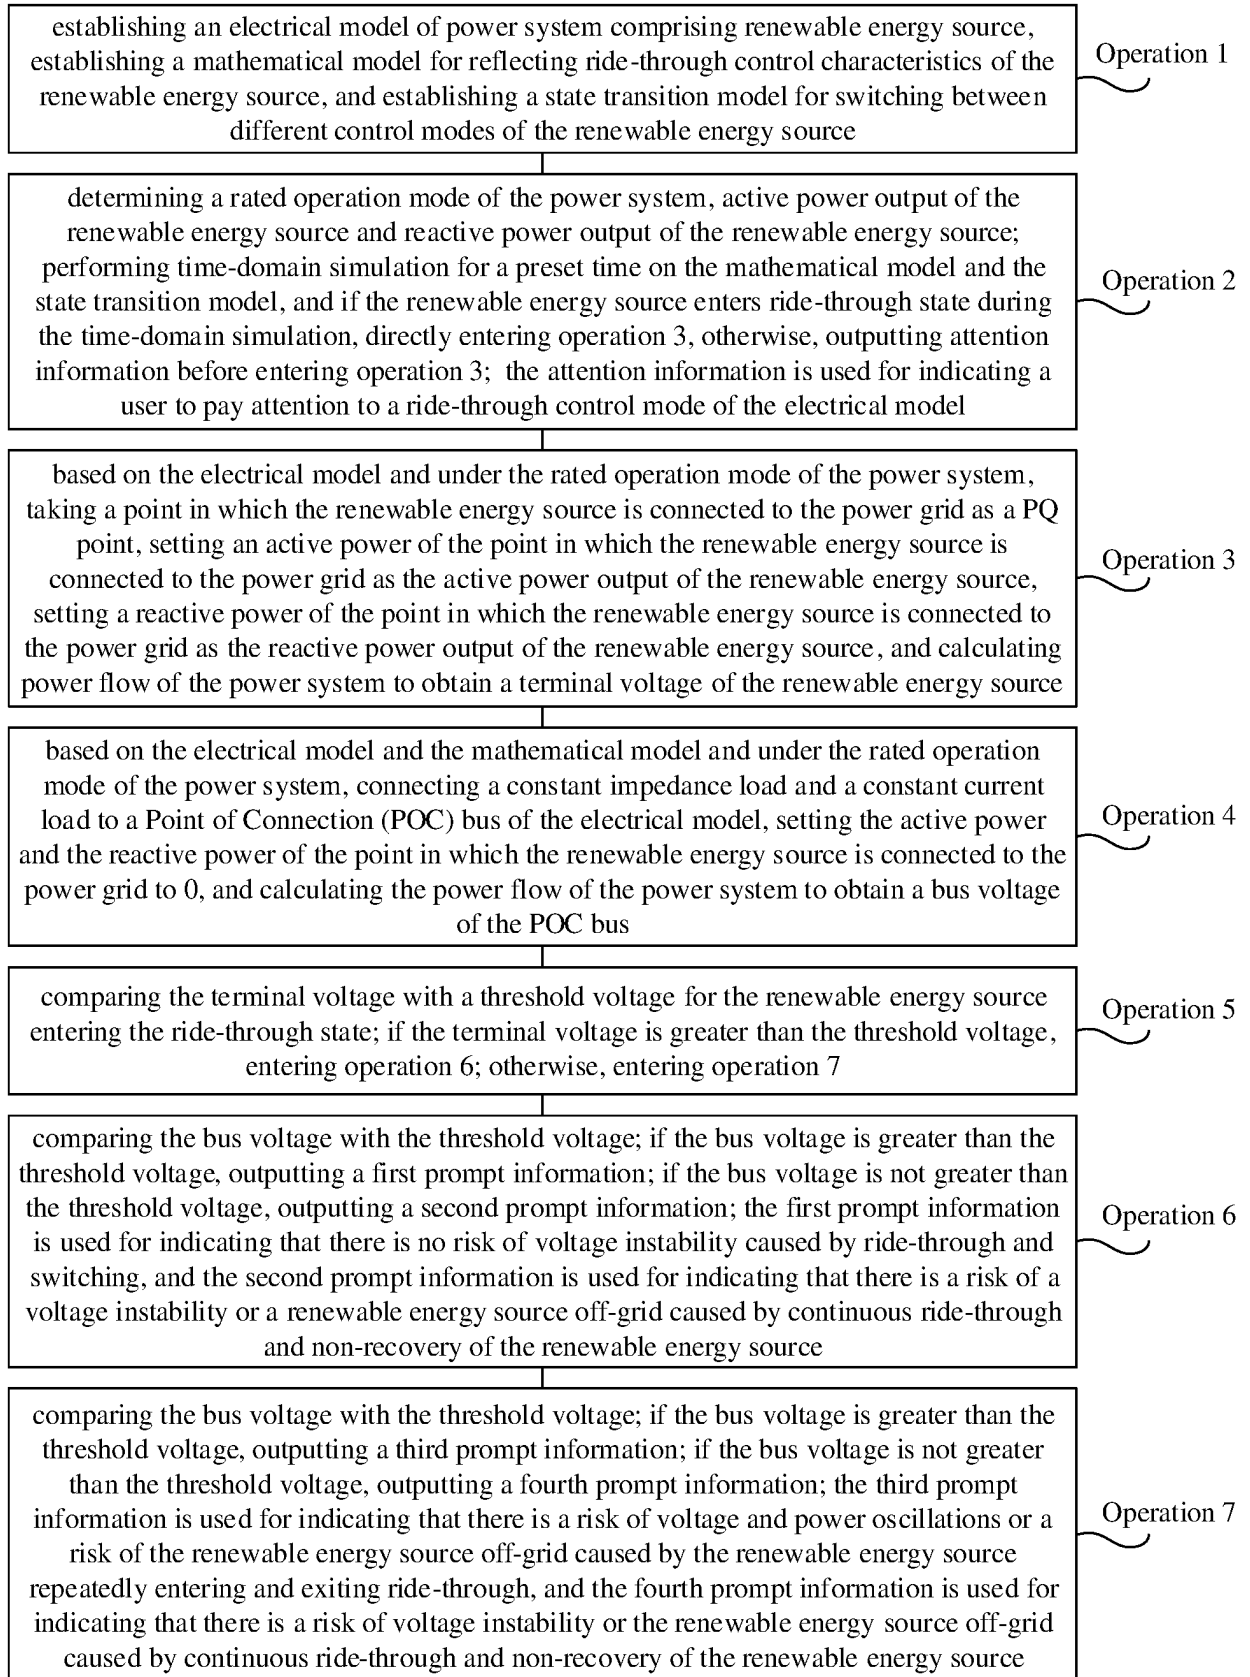 establishing an electrical model of power system comprising renewable energy source,
establishing a mathematical model for reflecting ride-through control characteristics of the
renewable energy source, and establishing a state transition model for switching between
different control modes of the renewable energy source
Operation 1
determining a rated operation mode of the power system, active power output of the
renewable energy source and reactive power output of the renewable energy source;
performing time-domain simulation for a preset time on the mathematical model and the
state transition model, and if the renewable energy source enters ride-through state during
the time-domain simulation, directly entering operation 3, otherwise, outputting attention
information before entering operation 3; the attention information is used for indicating a
user to pay attention to a ride-through control mode of the electrical model
Operation 2
based on the electrical model and under the rated operation mode of the power system,
taking a point in which the renewable energy source is connected to the power grid as a PQ
point, setting an active power of the point in which the renewable energy source is
connected to the power grid as the active power output of the renewable energy source,
setting a reactive power of the point in which the renewable energy source is connected to
the power grid as the reactive power output of the renewable energy source, and calculating
power flow of the power system to obtain a terminal voltage of the renewable energy source
Operation 3
based on the electrical model and the mathematical model and under the rated operation
mode of the power system, connecting a constant impedance load and a constant current
load to a Point of Connection (POC) bus of the electrical model, setting the active power
and the reactive power of the point in which the renewable energy source is connected to the
power grid to 0, and calculating the power flow of the power system to obtain a bus voltage
of the POC bus
Operation 4
comparing the terminal voltage with a threshold voltage for the renewable energy source
entering the ride-through state; if the terminal voltage is greater than the threshold voltage,
entering operation 6; otherwise, entering operation 7
Operation 5
comparing the bus voltage with the threshold voltage; if the bus voltage is greater than the
threshold voltage, outputting a first prompt information; if the bus voltage is not greater than
the threshold voltage, outputting a second prompt information; the first prompt information
is used for indicating that there is no risk of voltage instability caused by ride-through and
switching, and the second prompt information is used for indicating that there is a risk of a
voltage instability or a renewable energy source off-grid caused by continuous ride-through
and non-recovery of the renewable energy source
Operation 6
comparing the bus voltage with the threshold voltage; if the bus voltage is greater than the
threshold voltage, outputting a third prompt information; if the bus voltage is not greater
than the threshold voltage, outputting a fourth prompt information; the third prompt
information is used for indicating that there is a risk of voltage and power oscillations or a
risk of the renewable energy source off-grid caused by the renewable energy source
repeatedly entering and exiting ride-through, and the fourth prompt information is used for
indicating that there is a risk of voltage instability or the renewable energy source off-grid
caused by continuous ride-through and non-recovery of the renewable energy source
Operation 7